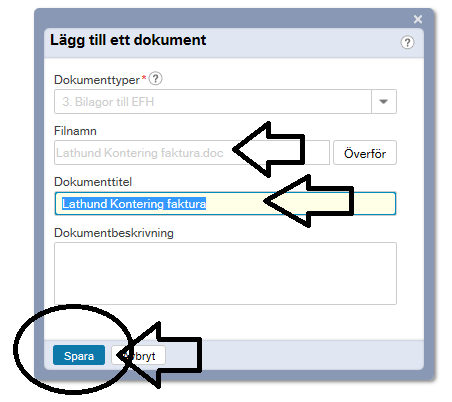 Lägg till ett dokument
?
Dokumenttyper* ?
3. Bilagor till EFH
Filnamn
Lathund Kontering faktura.doc Överför
Dokumenttitel
Lathund Kontering faktura
Dokumentbeskrivning
Spara